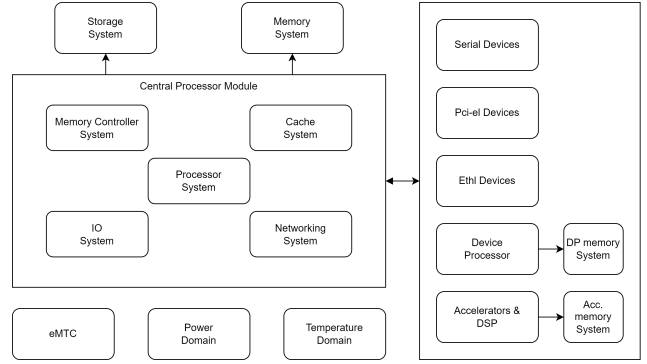 Storage
System
Memory
System
Central Processor Module
Memory Controller
System
Cache
System
Processor
System
IO
System
Networking
System
eMTC
Power
Domain
Temperature
Domain
Serial Devices
Pci-el Devices
Ethl Devices
Device
Processor
DP memory
System
Accelerators &
DSP
Acc.
memory
System